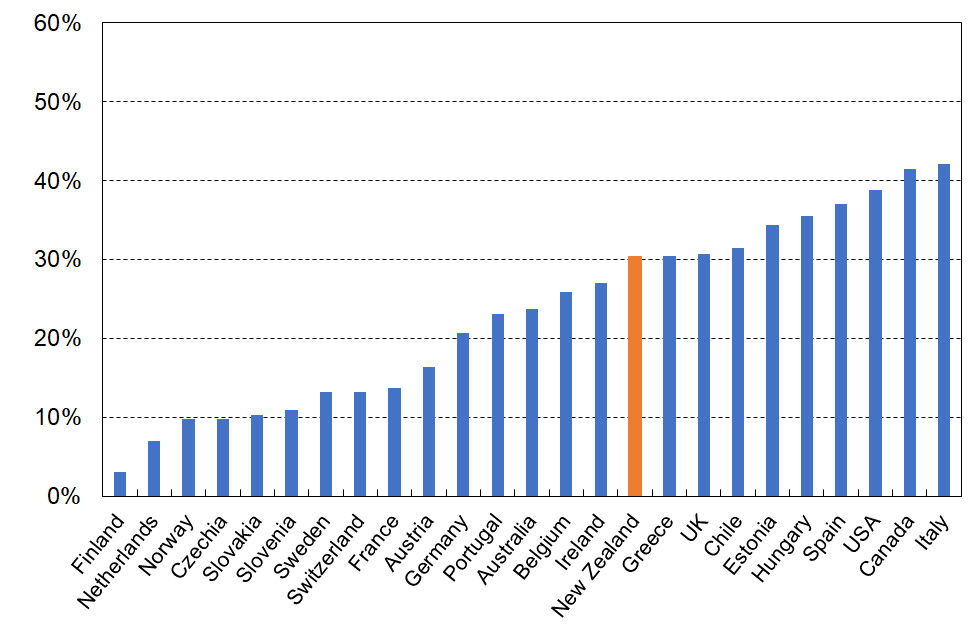 60%
50%
40%
30%
20%
10%
0%
Finland
Netherlands
Norway
Czechia
Slovakia
Slovenia
Sweden
Switzerland
France
Austria
Germany
Portugal
Australia
Belgium
Ireland
New Zealand
Greece
UK
Chile
Estonia
Hungary
Spain
USA
Canada
Italy